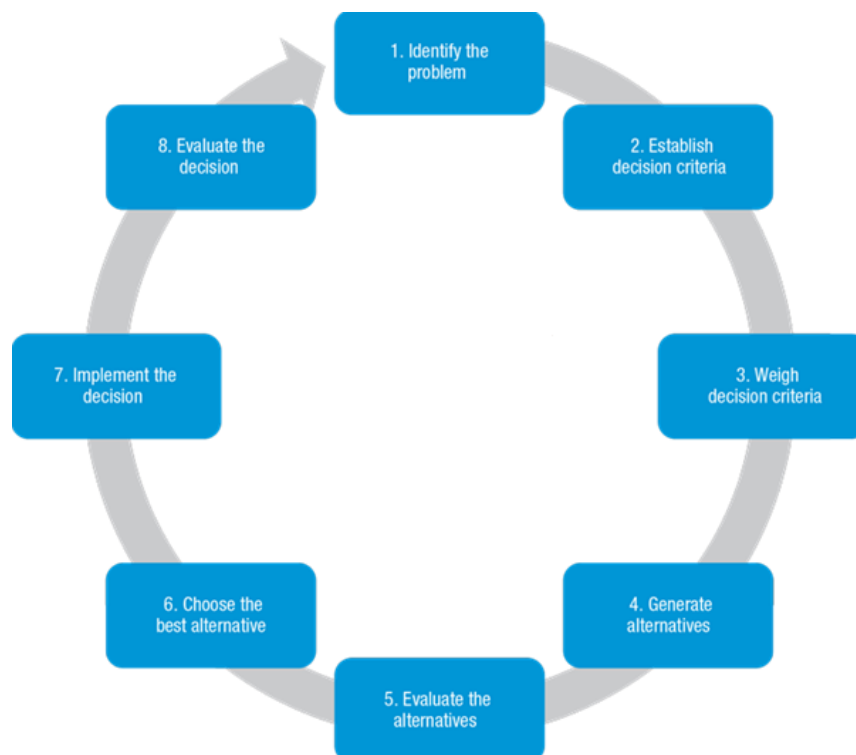 1. Identify the
problem
2. Establish
decision criteria
3. Weigh
decision criteria
4. Generate
alternatives
5. Evaluate the
alternatives
6. Choose the
best alternative
7. Implement the
decision
8. Evaluate the
decision